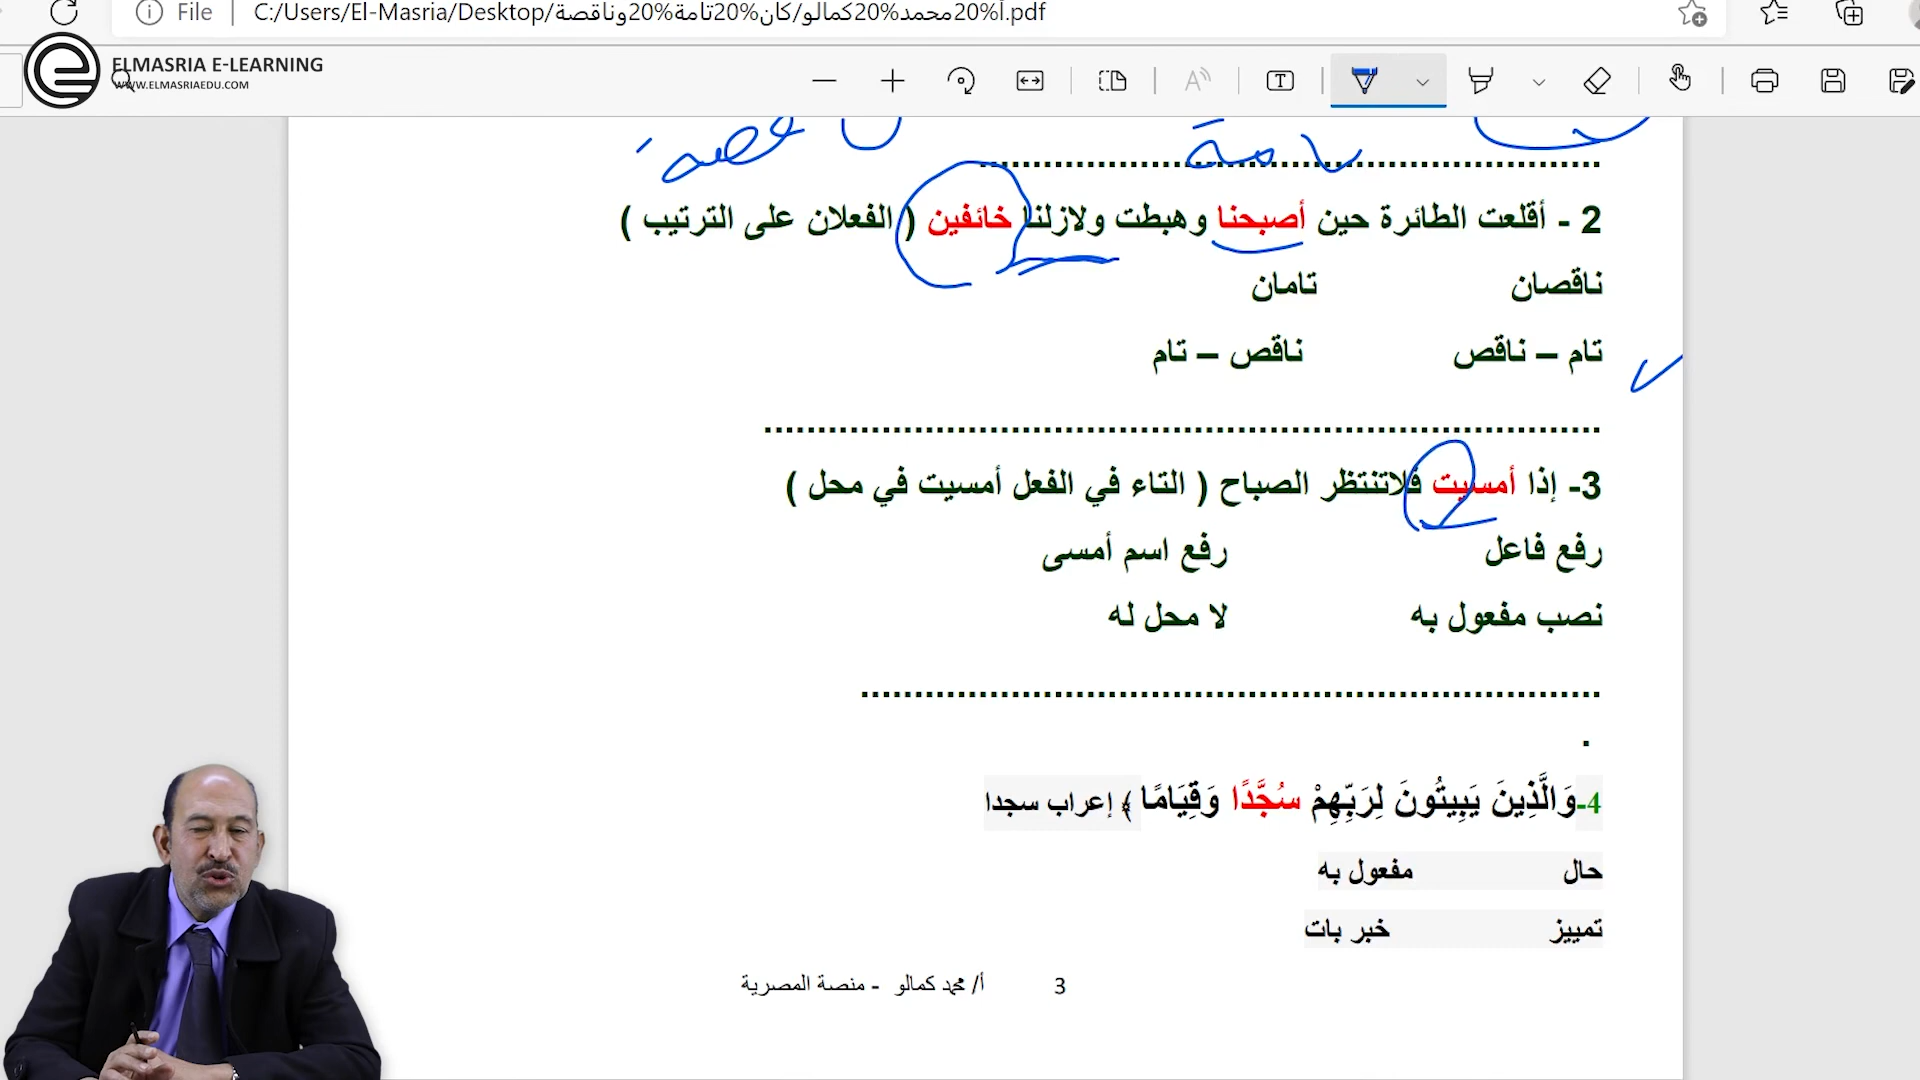 File C:/Users/El-Masria/Desktop/كان%20تامة%20وناقصة/أ%20محمد%20كمالو.pdf
ELMASRIA E-LEARNING
WWW.ELMASRIAEDU.COM
ناقصة
تامة
2 - أقلعت الطائرة حين أصبحنا وهبطت ولازلنا خائفين ( الفعلان على الترتيب )
ناقصان تامان
تام – ناقص ناقص – تام
3- إذا أمسيت فلاتنتظر الصباح ( التاء في الفعل أمسيت في محل )
رفع فاعل رفع اسم أمسى
نصب مفعول به لا محل له
4-وَالَّذِينَ يَبِيتُونَ لِرَبِّهِمْ سُجَّدًا وَقِيَامًا ﴾ إعراب سجدا
حال مفعول به
تمييز خبر بات
3 أ/ محمد كمالو - منصة المصرية